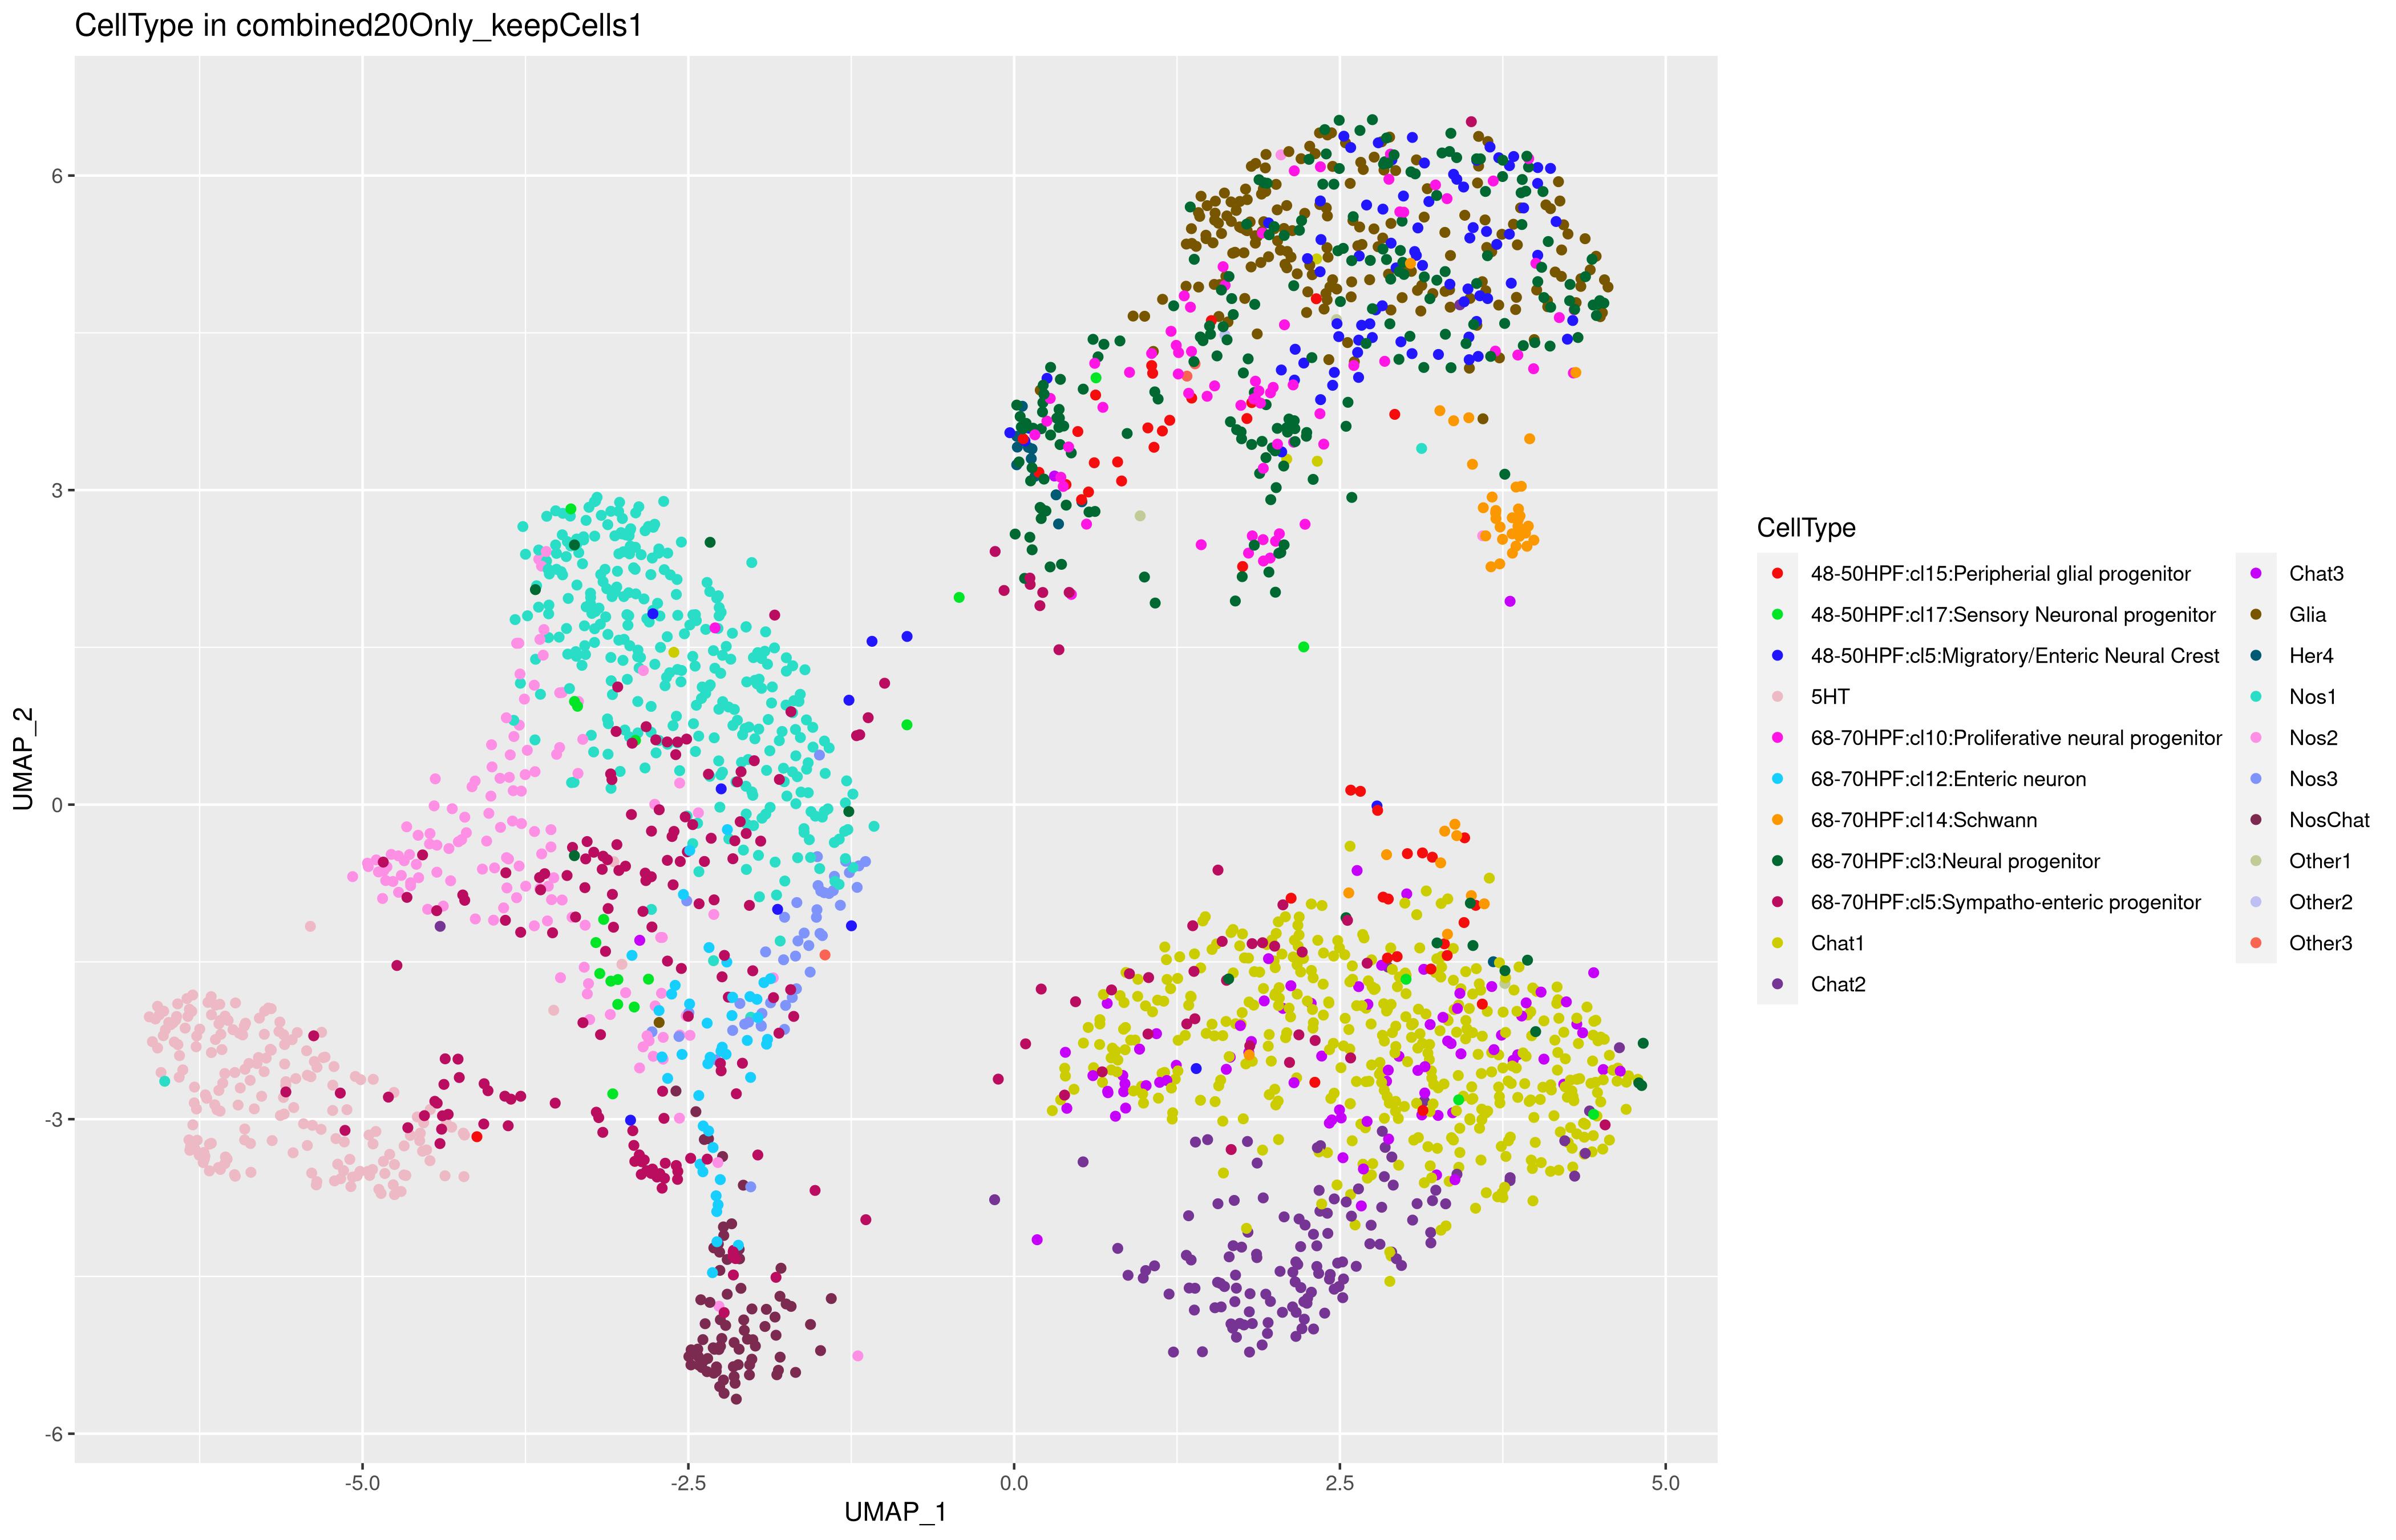 CellType in combined20Only_keepCells1
6
3
0
-3
-6
UMAP_2
-5.0
-2.5
0.0
2.5
5.0
UMAP_1
CellType
48-50HPF:cl15:Peripherial glial progenitor
48-50HPF:cl17:Sensory Neuronal progenitor
48-50HPF:cl5:Migratory/Enteric Neural Crest
5HT
68-70HPF:cl10:Proliferative neural progenitor
68-70HPF:cl12:Enteric neuron
68-70HPF:cl14:Schwann
68-70HPF:cl3:Neural progenitor
68-70HPF:cl5:Sympatho-enteric progenitor
Chat1
Chat2
Chat3
Glia
Her4
Nos1
Nos2
Nos3
NosChat
Other1
Other2
Other3